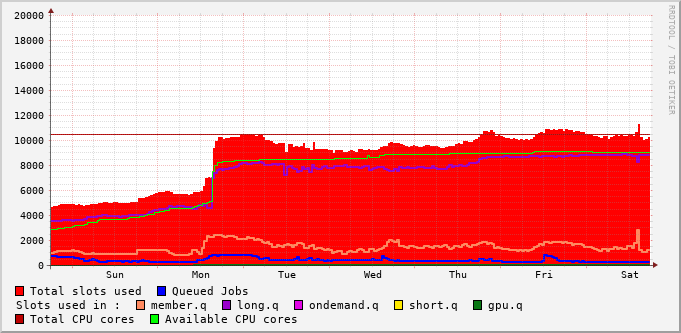 20000
18000
16000
14000
12000
10000
8000
6000
4000
2000
0
Sun Mon Tue Wed Thu Fri Sat
RRDTOOL / TOBI OETIKER
Total slots used Queued Jobs
Slots used in : member.q long.q ondemand.q short.q gpu.q
Total CPU cores Available CPU cores